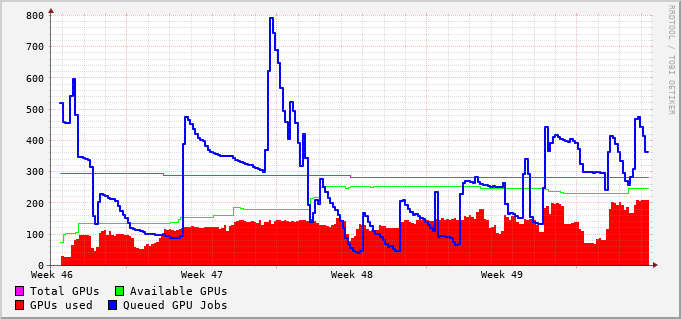 800
700
600
500
400
300
200
100
0
Week 46 Week 47 Week 48 Week 49
Total GPUs Available GPUs
GPUs used Queued GPU Jobs
RRDTOOL / TOBI OETIKER